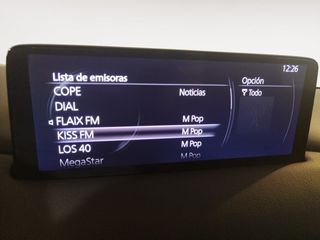 12:26
Lista de emisoras
Opción
COPE Noticias
Todo
DIAL
FLAIX FM M Pop
KISS FM M Pop
LOS 40 M Pop
MegaStar M Pop